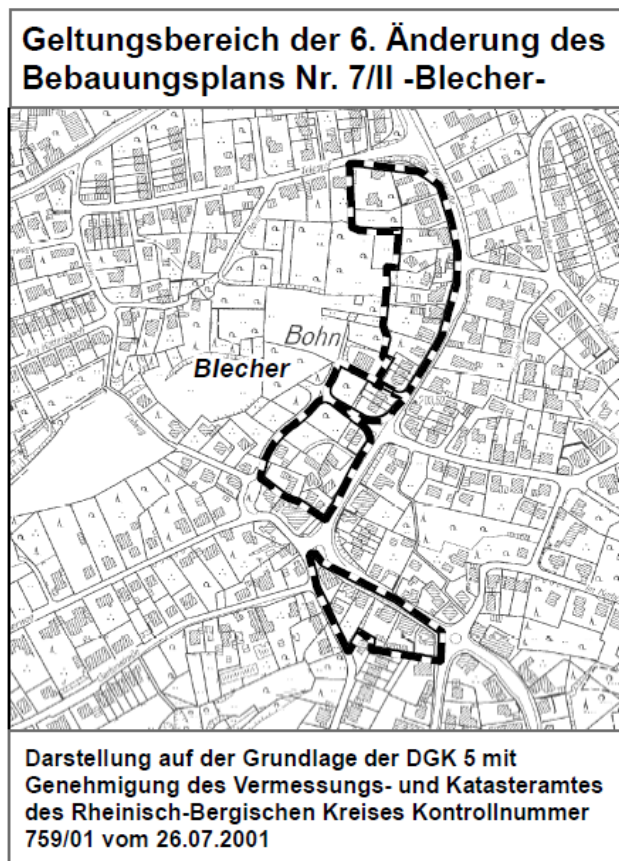 Geltungsbereich der 6. Änderung des
Bebauungsplans Nr. 7/II -Blecher-
Bohn
Blecher
Darstellung auf der Grundlage der DGK 5 mit
Genehmigung des Vermessungs- und Katasteramtes
des Rheinisch-Bergischen Kreises Kontrollnummer
759/01 vom 26.07.2001